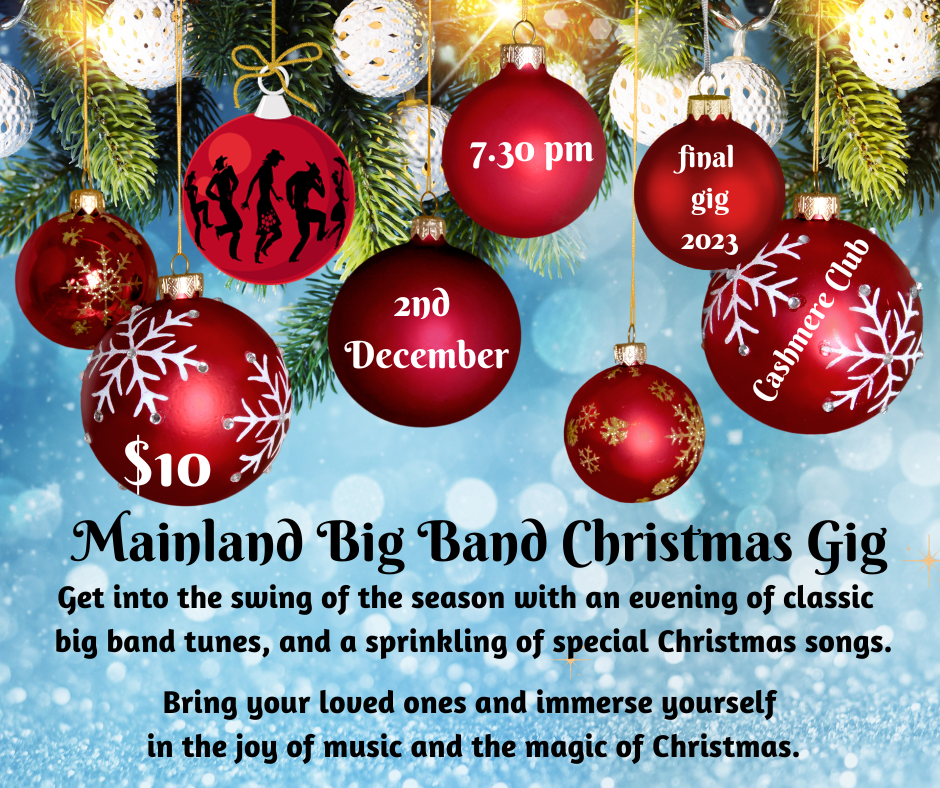 7.30 pm
final
gig
2023
2nd
December
Cashmere Club
$10
Mainland Big Band Christmas Gig
Get into the swing of the season with an evening of classic
big band tunes, and a sprinkling of special Christmas songs.
Bring your loved ones and immerse yourself
in the joy of music and the magic of Christmas.